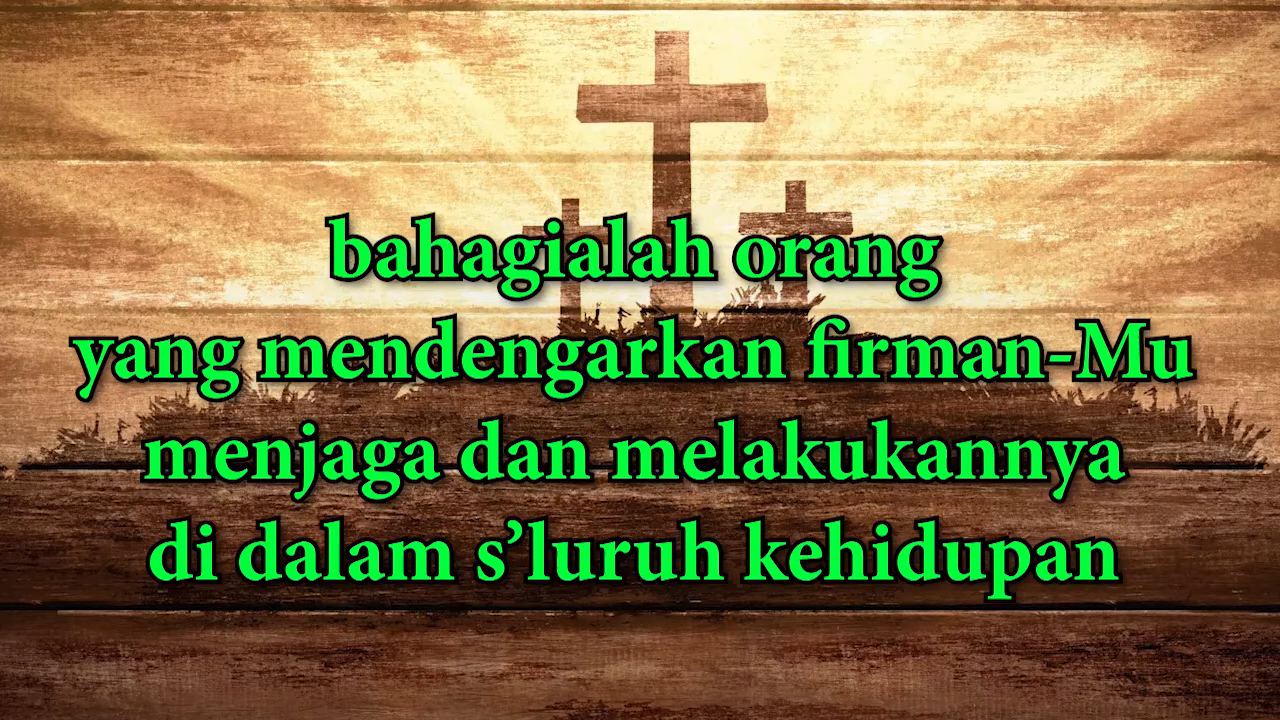 bahagialah orang
yang mendengarkan firman-Mu
menjaga dan melakukannya
di dalam s’luruh kehidupan